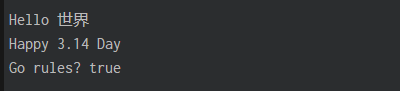 Hello 世界
Happy 3.14 Day
Go rules? true